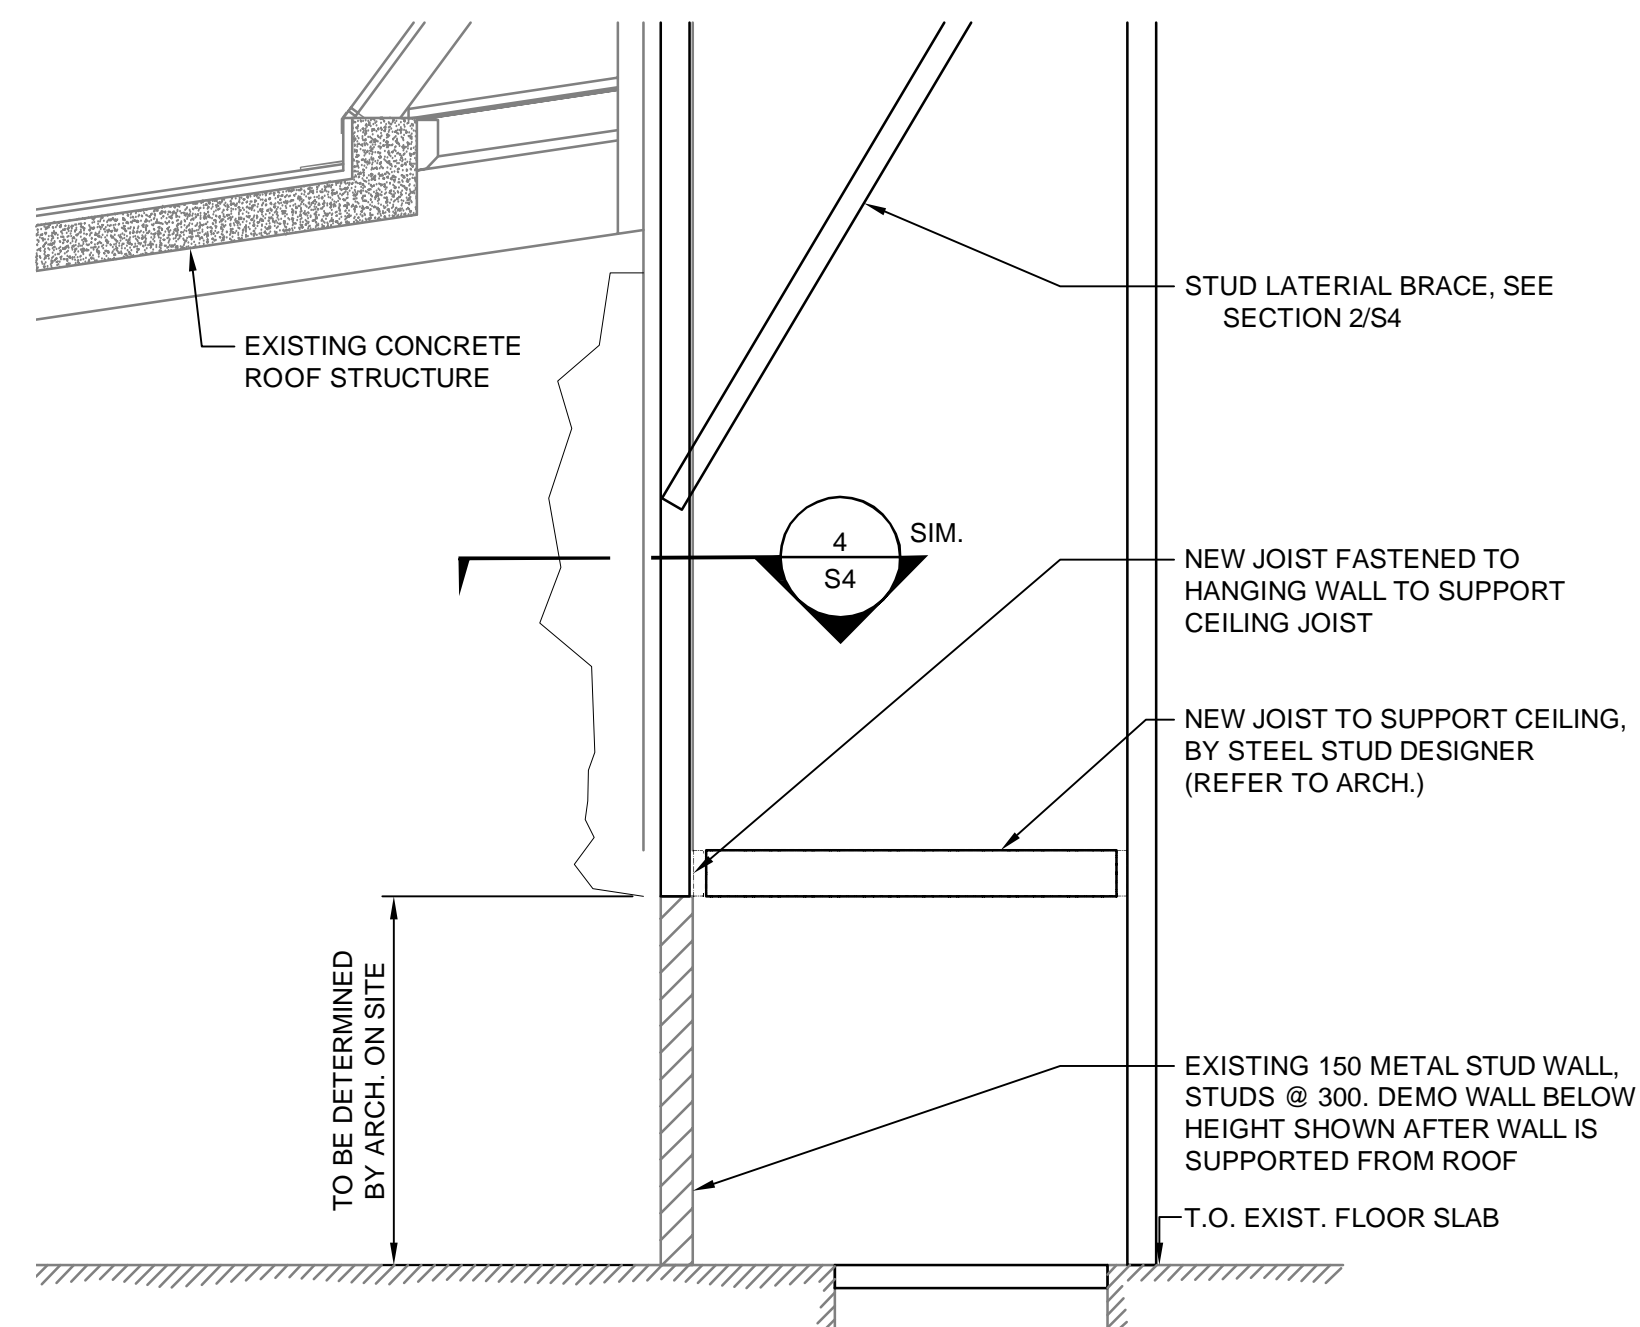 STUD LATERIAL BRACE, SEE
SECTION 2/S4
EXISTING CONCRETE
ROOF STRUCTURE
4
S4
SIM.
NEW JOIST FASTENED TO
HANGING WALL TO SUPPORT
CEILING JOIST
NEW JOIST TO SUPPORT CEILING,
BY STEEL STUD DESIGNER
(REFER TO ARCH.)
TO BE DETERMINED
BY ARCH. ON SITE
EXISTING 150 METAL STUD WALL,
STUDS @ 300. DEMO WALL BELOW
HEIGHT SHOWN AFTER WALL IS
SUPPORTED FROM ROOF
T.O. EXIST. FLOOR SLAB